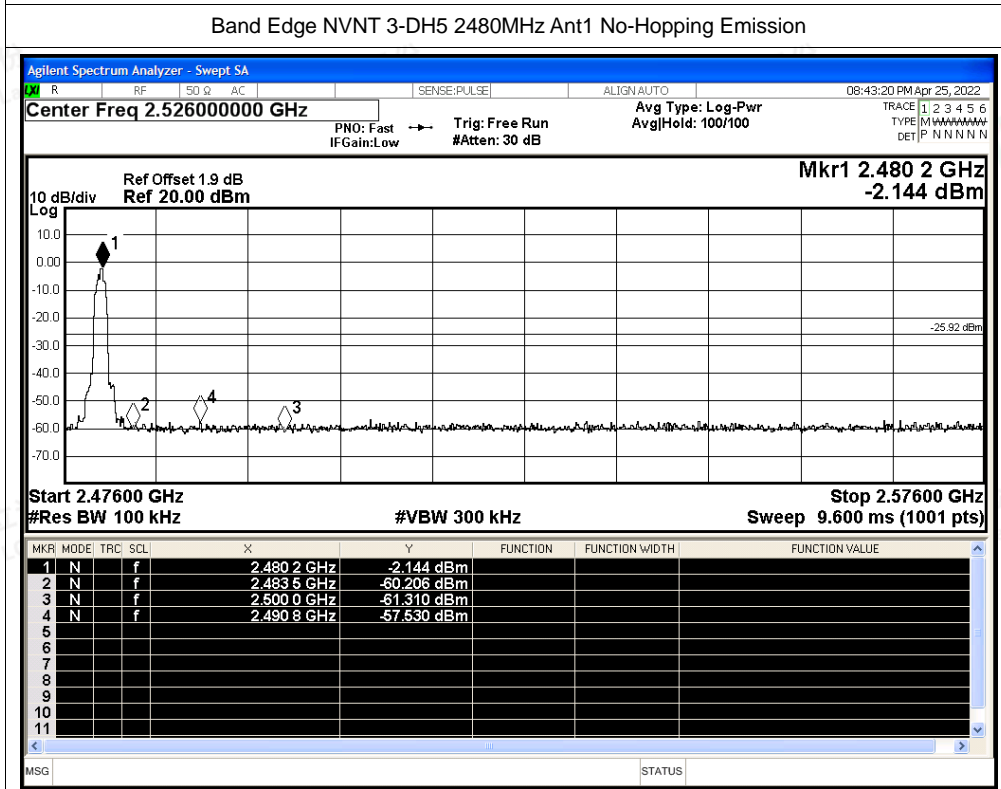 Band Edge NVNT 3-DH5 2480MHz Ant1 No-Hopping Emission
Agilent Spectrum Analyzer - Swept SA
LXI R RF 50 Ω AC SENSE:PULSE ALIGN AUTO 08:43:20 PM Apr 25, 2022
Center Freq 2.526000000 GHz
PNO: Fast
IFGain:Low
Trig: Free Run
#Atten: 30 dB
Avg Type: Log-Pwr
Avg|Hold: 100/100
TRACE 1 2 3 4 5 6
TYPE M
DET P N N N N N
Mkr1 2.480 2 GHz
-2.144 dBm
Ref Offset 1.9 dB
10 dB/div Ref 20.00 dBm
Log
10.0
0.00
-10.0
-20.0
-30.0
-40.0
-50.0
-60.0
-70.0
1
2
4
3
-25.92 dBm
Start 2.47600 GHz Stop 2.57600 GHz
#Res BW 100 kHz #VBW 300 kHz Sweep 9.600 ms (1001 pts)
MKR MODE TRC SCL X Y FUNCTION FUNCTION WIDTH FUNCTION VALUE
1 N f 2.480 2 GHz -2.144 dBm
2 N f 2.483 5 GHz -60.206 dBm
3 N f 2.500 0 GHz -61.310 dBm
4 N f 2.490 8 GHz -57.530 dBm
5
6
7
8
9
10
11
MSG STATUS